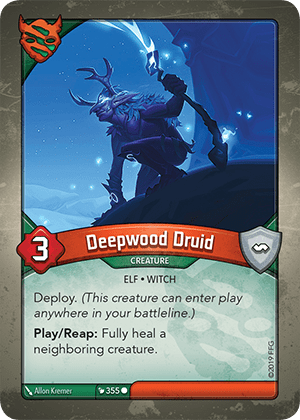 3
Deepwood Druid
CREATURE
ELF • WITCH
Deploy. (This creature can enter play
anywhere in your battleline.)
Play/Reap: Fully heal a
neighboring creature.
©2019 FFG
Allon Kremer
355